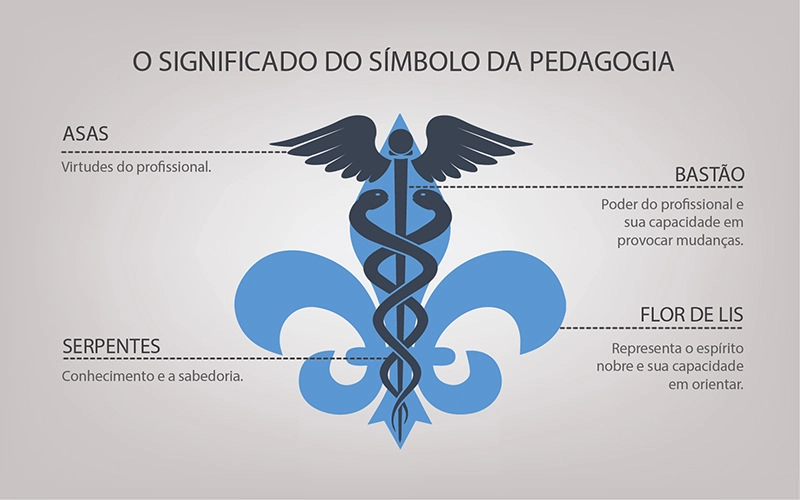 O SIGNIFICADO DO SÍMBOLO DA PEDAGOGIA
ASAS
Virtudes do profissional.
BASTÃO
Poder do profissional e
sua capacidade em
provocar mudanças.
FLOR DE LIS
Representa o espírito
nobre e sua capacidade
em orientar.
SERPENTES
Conhecimento e a sabedoria.